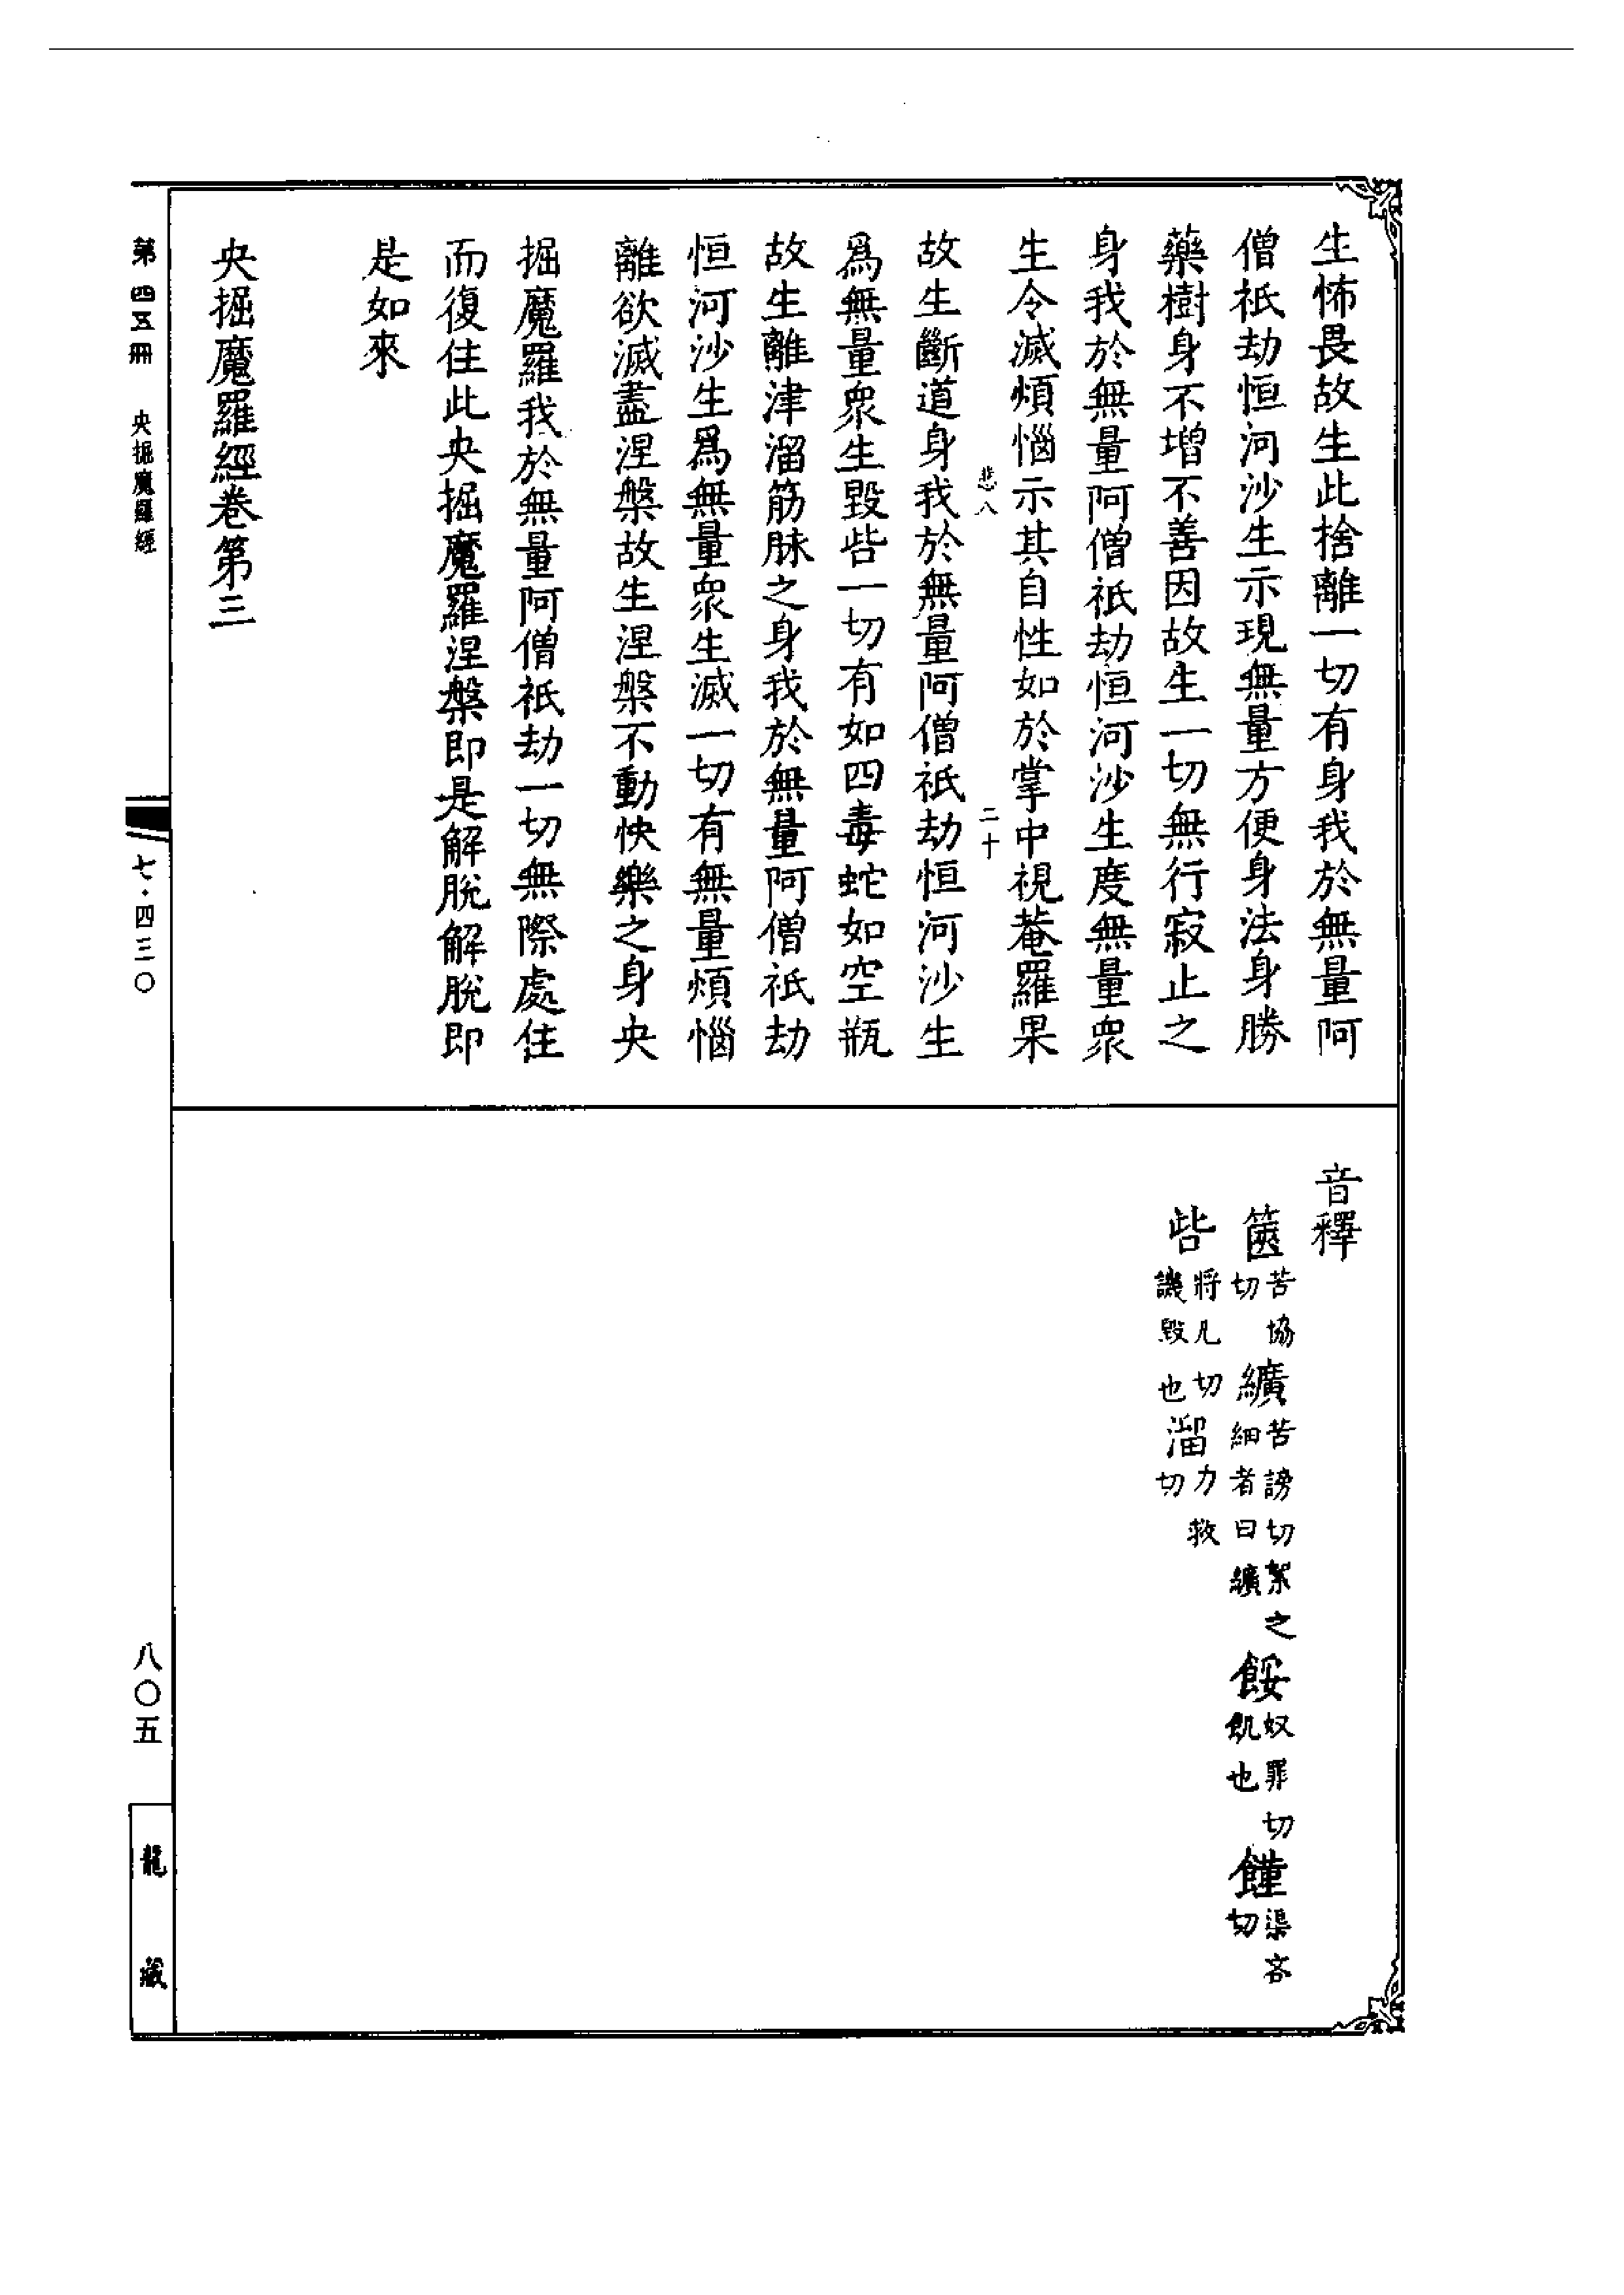 生怖畏故生此捨離一切有身我於無量阿
僧祇劫恒河沙生示現無量方便身法身勝
藥樹身不增不善因故生一切無行寂止之
身我於無量阿僧祇劫恒河沙生度無量眾
生令滅煩惱示其自性如於掌中視菴羅果
悲八 二十
故生斷道身我於無量阿僧祇劫恒河沙生
爲無量眾生毀呰一切有如四毒蛇如空瓶
故生離津溜筋脉之身我於無量阿僧祇劫
恒河沙生爲無量眾生滅一切有無量煩惱
離欲滅盡涅槃故生涅槃不動快樂之身央
掘魔羅我於無量阿僧祇劫一切無際處住
而復住此央掘魔羅涅槃即是解脫解脫即
是如來
央掘魔羅經卷第三
音釋
篋苦協切 纊苦謗切絮之細者曰纊 餒奴罪切飢也 𩞁渠吝切
呰將几切譏毀也 溜力救切
第四五冊 央掘魔羅經 七·四三〇 八〇五 龍藏